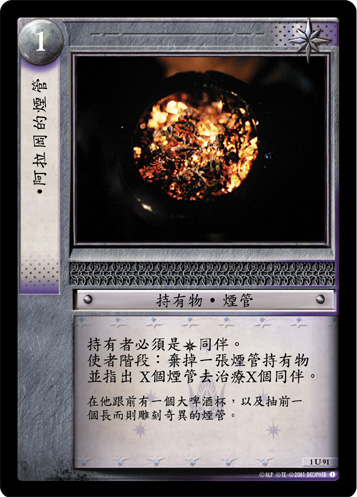 1
•阿拉岡的煙管
持有物•煙管
持有者必須是同伴。
使者階段:棄掉一張煙管持有物
並指出 X個煙管去治療X個同伴。
在他跟前有一個大啤酒杯,以及抽前一
個長而則雕刻奇異的煙管。
1 U 91